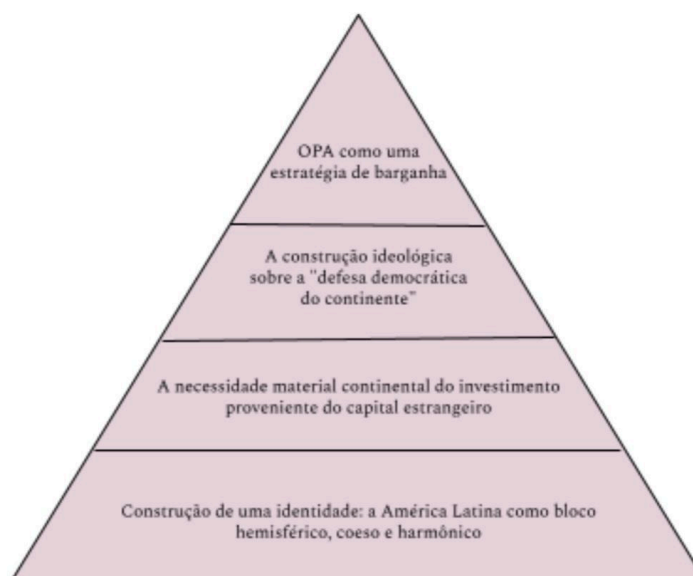 OPA como uma
estratégia de barganha
A construção ideológica
sobre a "defesa democrática
do continente"
A necessidade material continental do investimento
proveniente do capital estrangeiro
Construção de uma identidade: a América Latina como bloco
hemisférico, coeso e harmônico